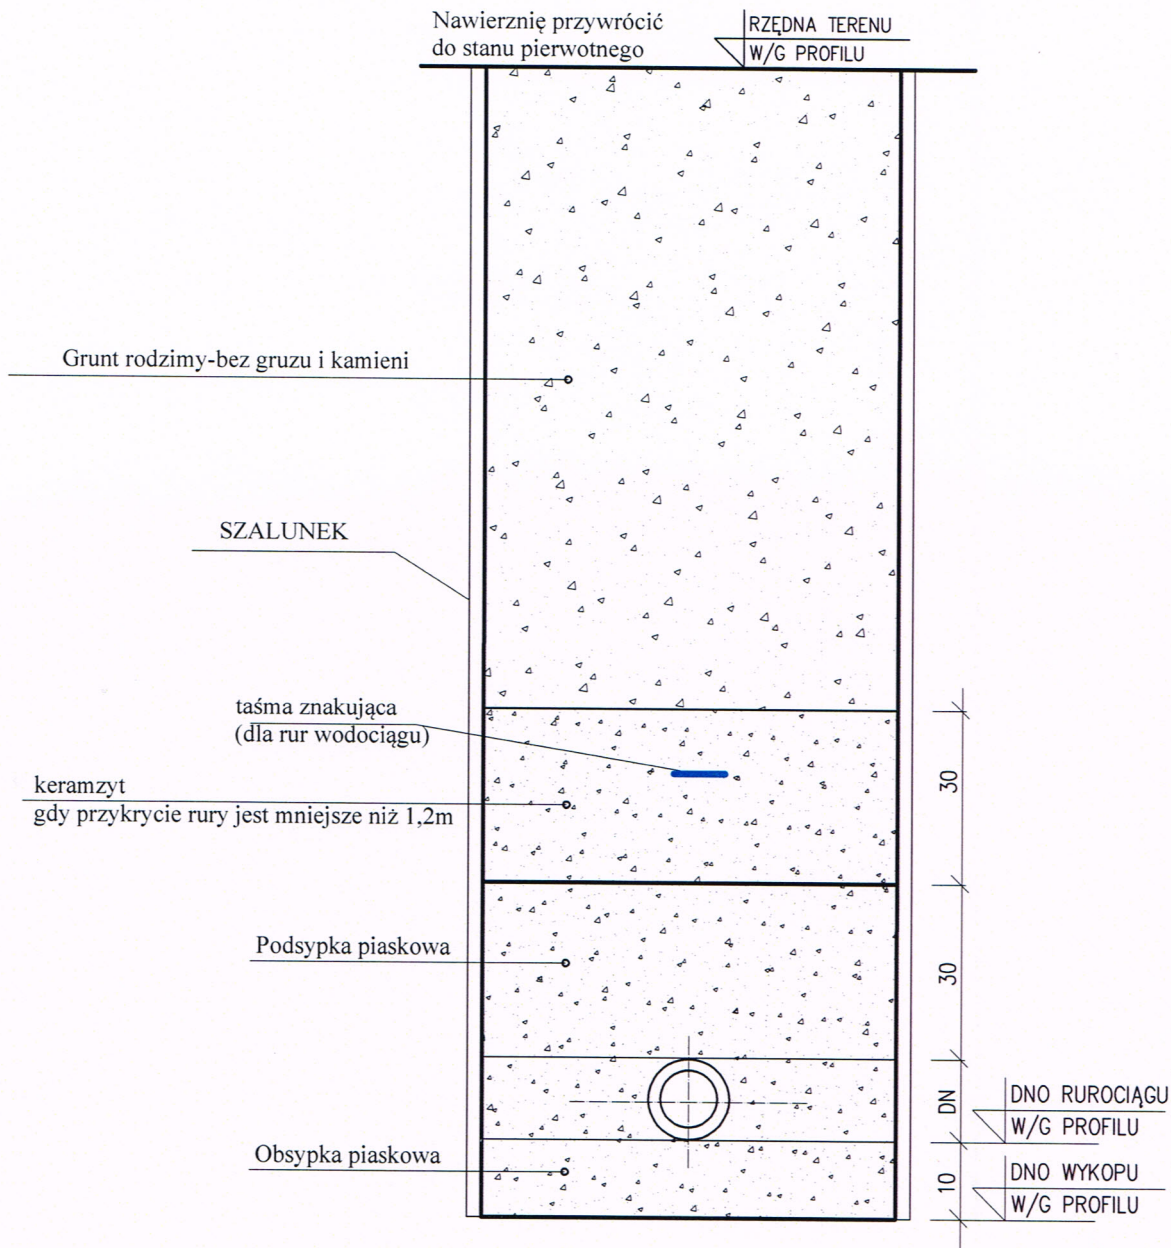 Nawierznię przywrócić
do stanu pierwotnego
RZĘDNA TERENU
W/G PROFILU
Grunt rodzimy-bez gruzu i kamieni
SZALUNEK
taśma znakująca
(dla rur wodociągu)
keramzyt
gdy przykrycie rury jest mniejsze niż 1,2m
30
Podsypka piaskowa
30
DN
DNO RUROCIĄGU
W/G PROFILU
Obsypka piaskowa
10
DNO WYKOPU
W/G PROFILU